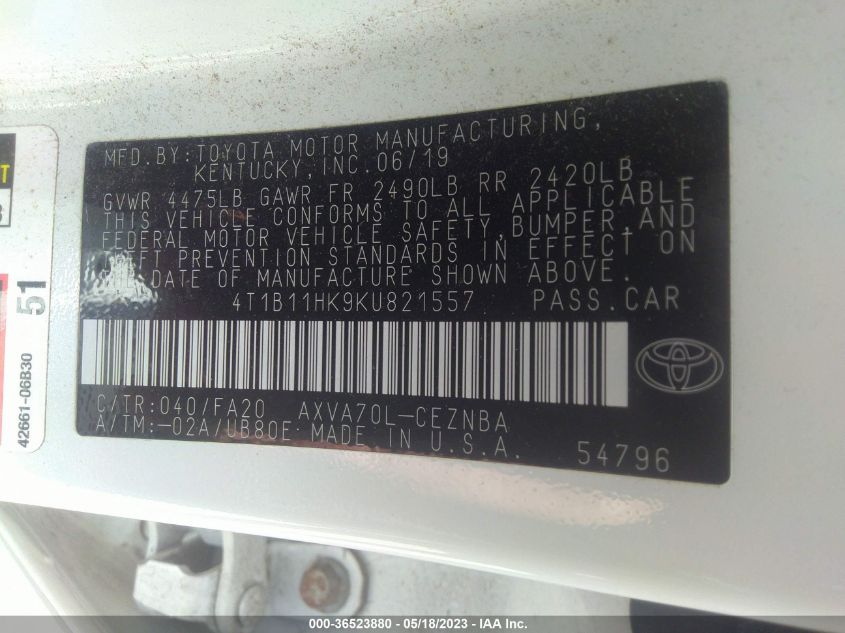 MFD.BY:TOYOTA MOTOR MANUFACTURING,
KENTUCKY,INC.06/19
GVWR 4475LB GAWR FR 2490LB RR 2420LB
THIS VEHICLE CONFORMS TO ALL APPLICABLE
FEDERAL MOTOR VEHICLE SAFETY,BUMPER,AND
THEFT PREVENTION STANDARDS IN EFFECT ON
THE DATE OF MANUFACTURE SHOWN ABOVE.
4T1B11HK9KU821557 PASS.CAR
C/TR:040/FA20 AXVA70L-CEZNBA
A/TM:-02A/UB80E MADE IN U.S.A.
54796
51
42661-06B30
000-36523880 - 05/18/2023 - IAA Inc.